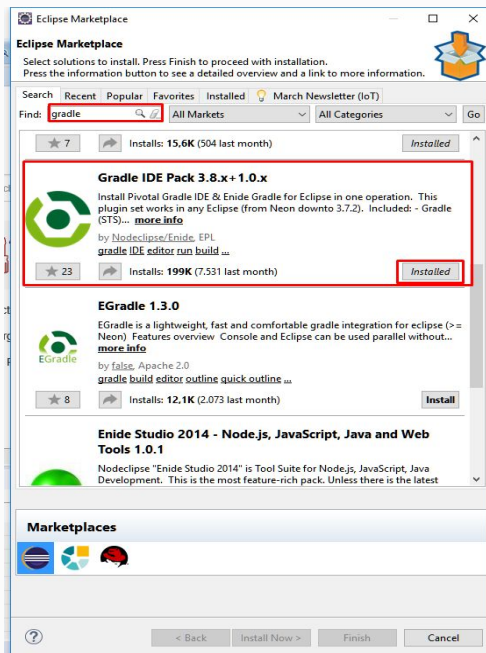 Eclipse Marketplace
Eclipse Marketplace
Select solutions to install. Press Finish to proceed with installation.
Press the information button to see a detailed overview and a link to more information.
Search Recent Popular Favorites Installed March Newsletter (IoT)
Find: gradle All Markets All Categories Go
7 Installs: 15,6K (504 last month) Installed
Gradle IDE Pack 3.8.x+1.0.x
Install Pivotal Gradle IDE & Enide Gradle for Eclipse in one operation. This
plugin set works in any Eclipse (from Neon downto 3.7.2). Included: - Gradle
(STS)... more info
by Nodeclipse/Enide, EPL
gradle IDE editor run build ...
23 Installs: 199K (7.531 last month) Installed
EGradle 1.3.0
EGradle is a lightweight, fast and comfortable gradle integration for eclipse (>=
Neon) Features overview Console and Eclipse can be used parallel without...
more info
EGradle
by false, Apache 2.0
gradle build editor outline quick outline ...
8 Installs: 12,1K (2.073 last month) Install
Enide Studio 2014 - Node.js, JavaScript, Java and Web
Tools 1.0.1
Nodeclipse "Enide Studio 2014" is Tool Suite for Node.js, JavaScript, Java
Development. This is the most feature-rich pack. Unless there is the latest
Marketplaces
? < Back Install Now > Finish Cancel